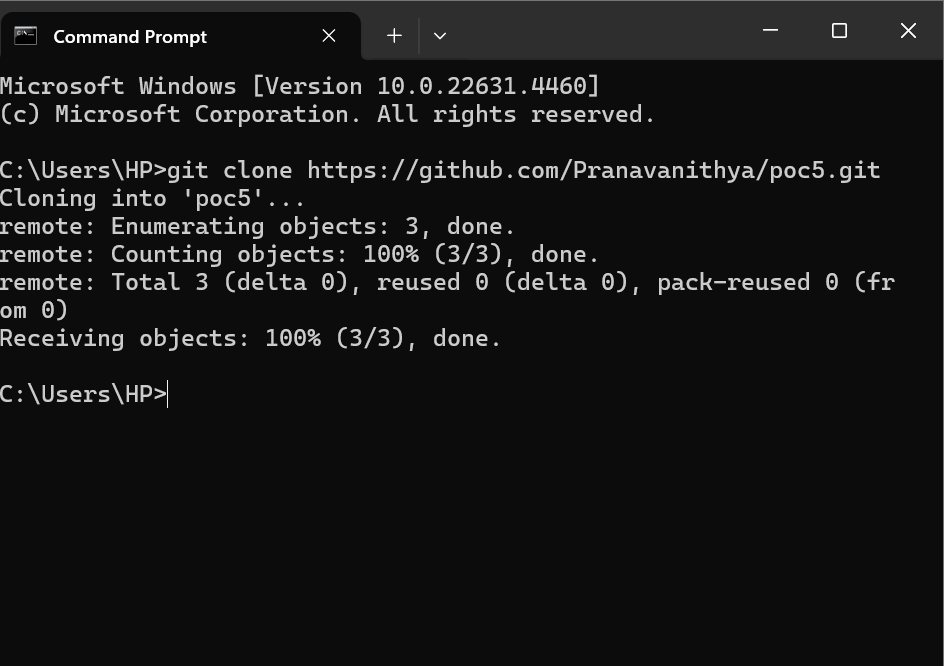 Command Prompt
Microsoft Windows [Version 10.0.22631.4460]
(c) Microsoft Corporation. All rights reserved.
C:\Users\HP>git clone https://github.com/Pranavanithya/poc5.git
Cloning into 'poc5'...
remote: Enumerating objects: 3, done.
remote: Counting objects: 100% (3/3), done.
remote: Total 3 (delta 0), reused 0 (delta 0), pack-reused 0 (fr
om 0)
Receiving objects: 100% (3/3), done.
C:\Users\HP>